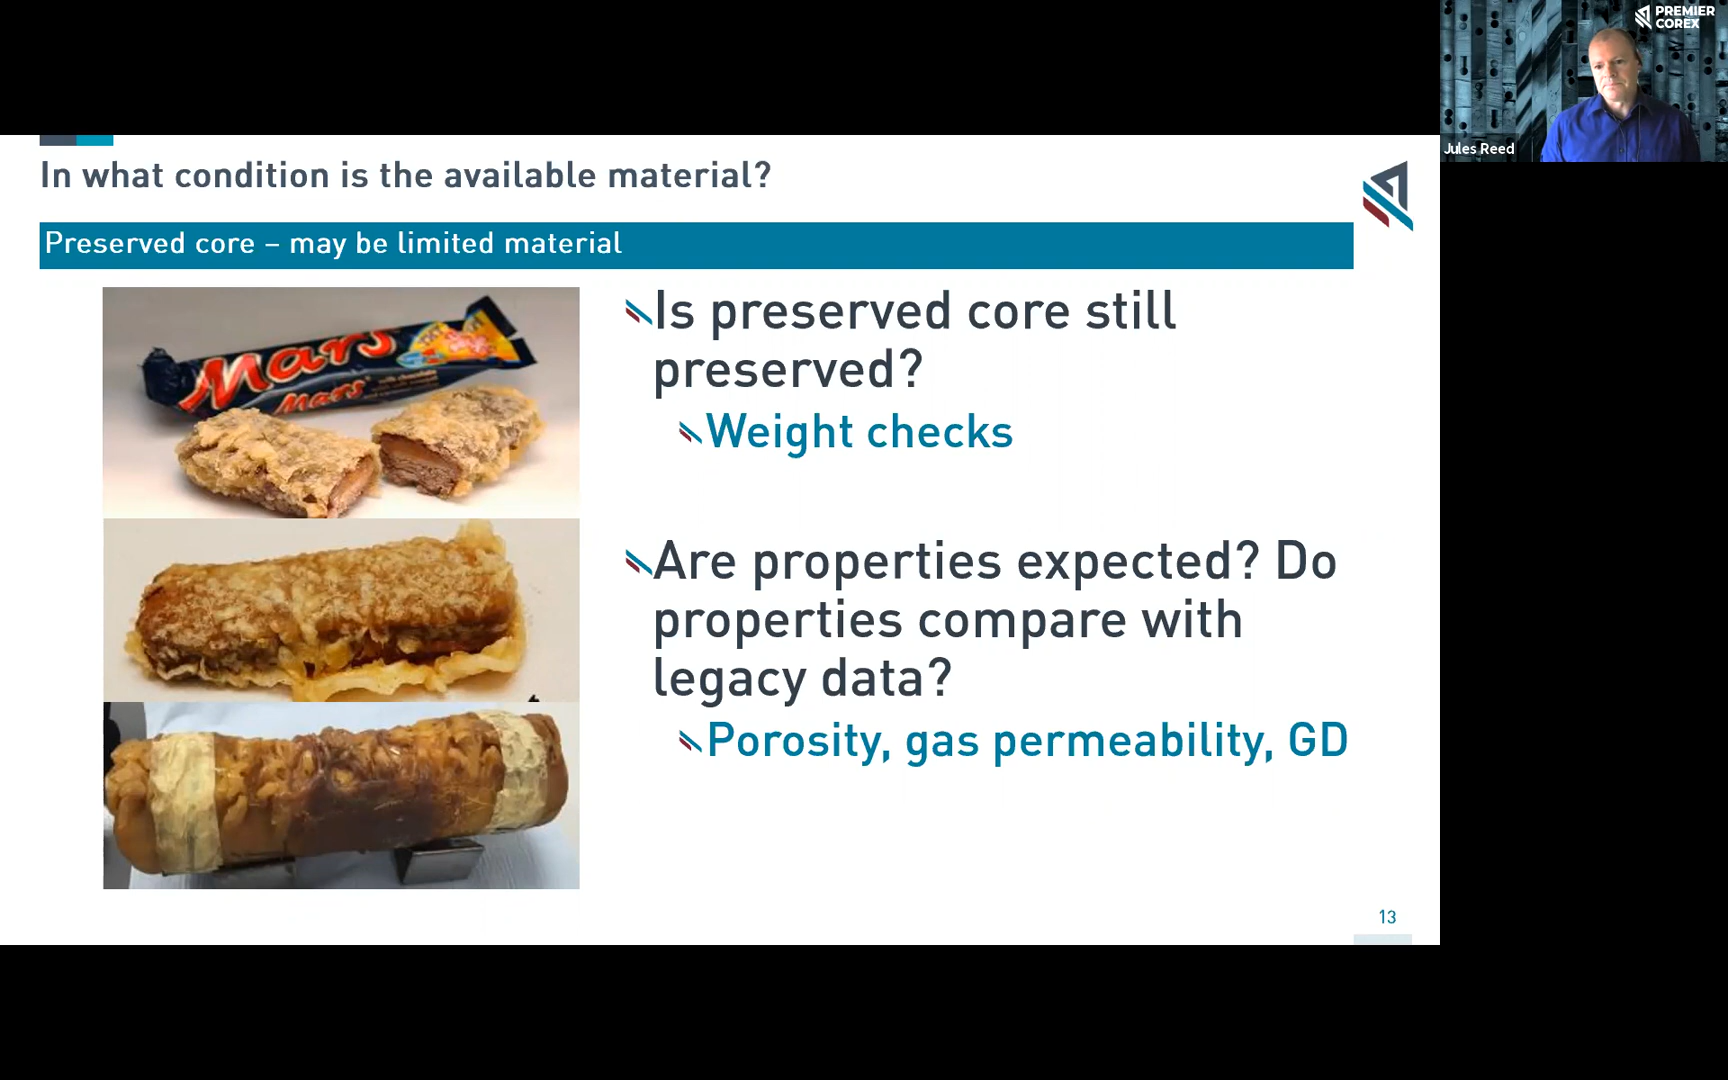 PREMIER
COREX
Jules Reed
In what condition is the available material?
Preserved core – may be limited material
Mars
Mars
Is preserved core still
preserved?
Weight checks
Are properties expected? Do
properties compare with
legacy data?
Porosity, gas permeability, GD
13